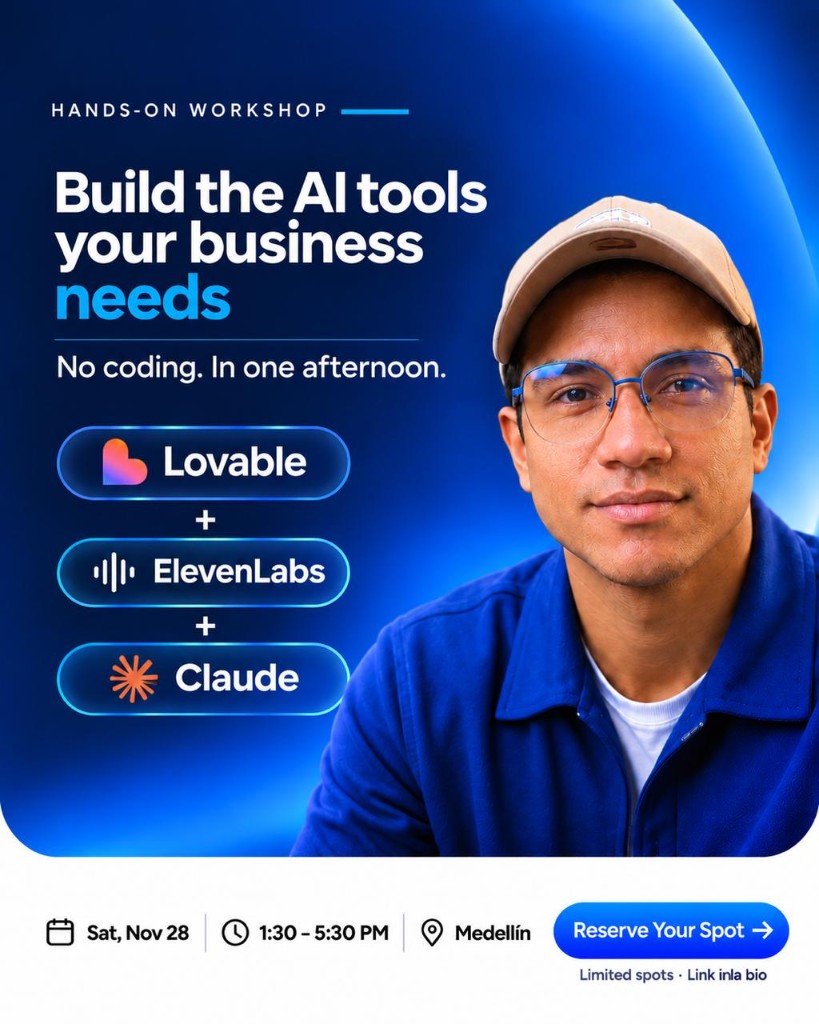 HANDS-ON WORKSHOP
Build the AI tools
your business
needs
No coding. In one afternoon.
Lovable
+
ElevenLabs
+
Claude
Sat, Nov 28
1:30 – 5:30 PM
Medellín
Reserve Your Spot →
Limited spots · Link inla bio